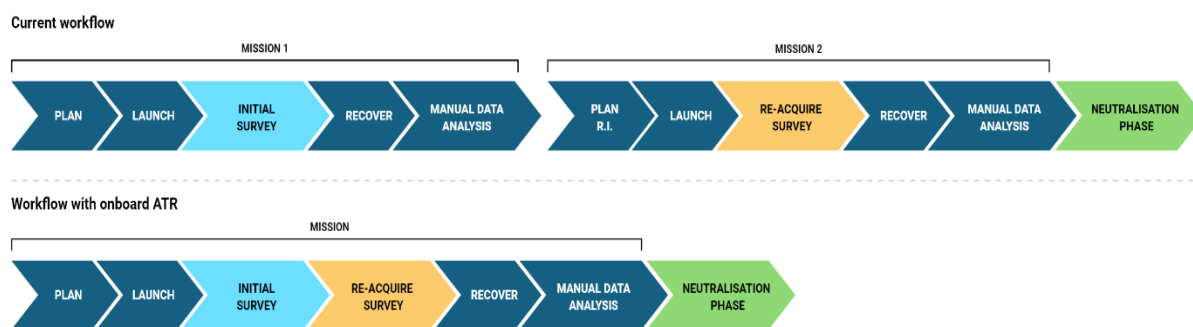 Current workflow
MISSION 1
MISSION 2
PLAN
LAUNCH
INITIAL
SURVEY
RECOVER
MANUAL DATA
ANALYSIS
PLAN
R.I.
LAUNCH
RE-ACQUIRE
SURVEY
RECOVER
MANUAL DATA
ANALYSIS
NEUTRALISATION
PHASE
Workflow with onboard ATR
MISSION
PLAN
LAUNCH
INITIAL
SURVEY
RE-ACQUIRE
SURVEY
RECOVER
MANUAL DATA
ANALYSIS
NEUTRALISATION
PHASE